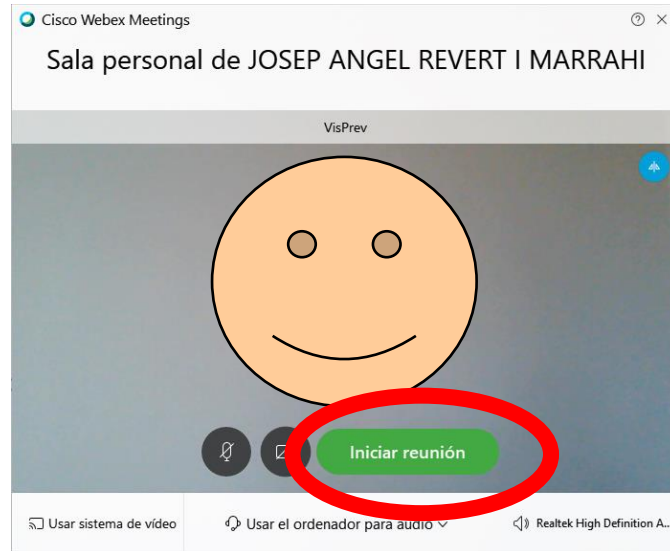 Cisco Webex Meetings
Sala personal de JOSEP ANGEL REVERT I MARRAHI
VisPrev
Iniciar reunión
Usar sistema de vídeo
Usar el ordenador para audio
Realtek High Definition A..